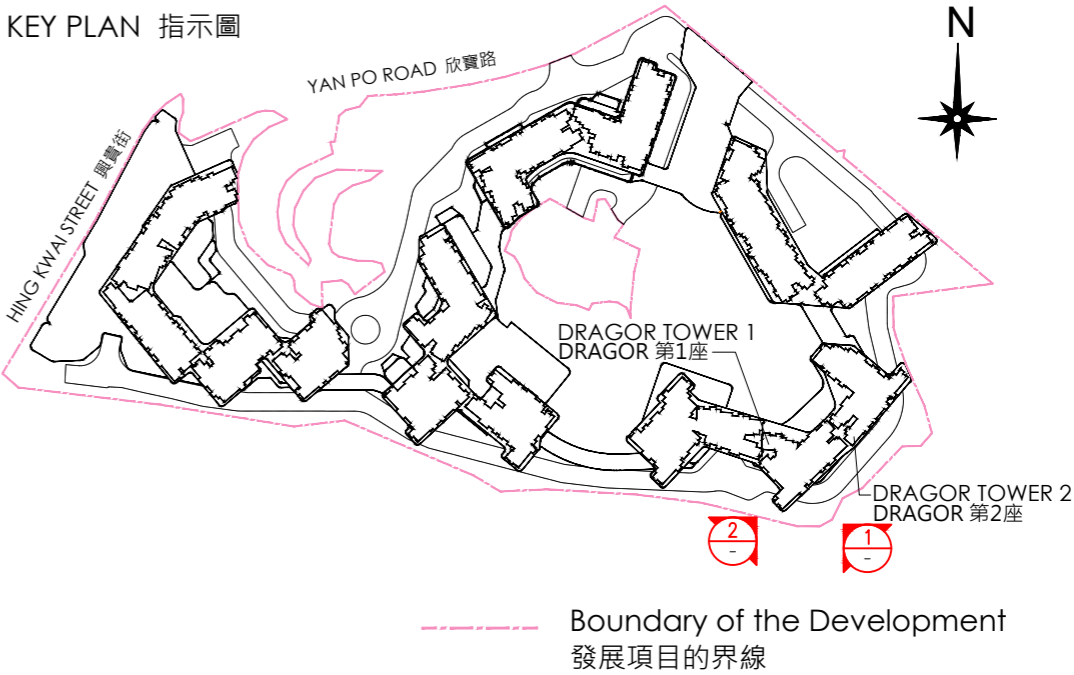 KEY PLAN 指示圖
N
YAN PO ROAD 欣寶路
HING KWAI STREET 興貴街
DRAGOR TOWER 1
DRAGOR 第1座
DRAGOR TOWER 2
DRAGOR 第2座
2
-
1
-
Boundary of the Development
發展項目的界線